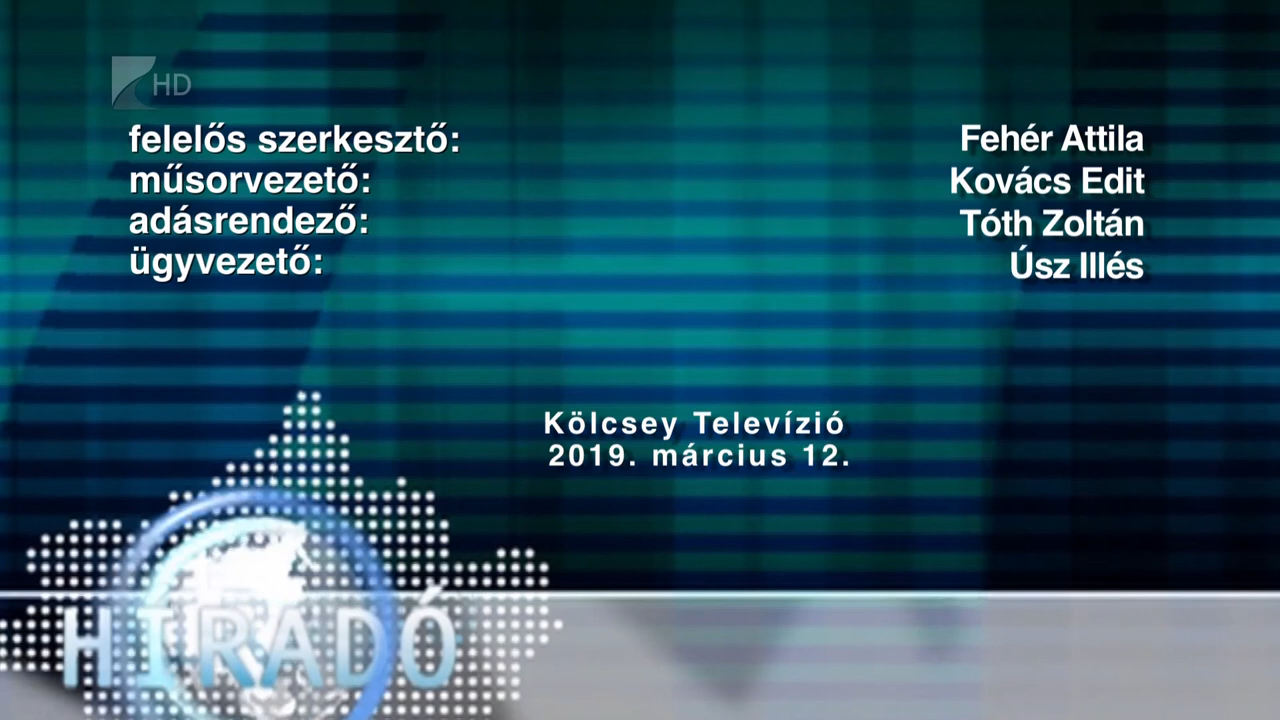 HD
felelős szerkesztő: Fehér Attila
műsorvezető: Kovács Edit
adásrendező: Tóth Zoltán
ügyvezető: Úsz Illés
Kölcsey Televízió
2019. március 12.
HÍRADÓ